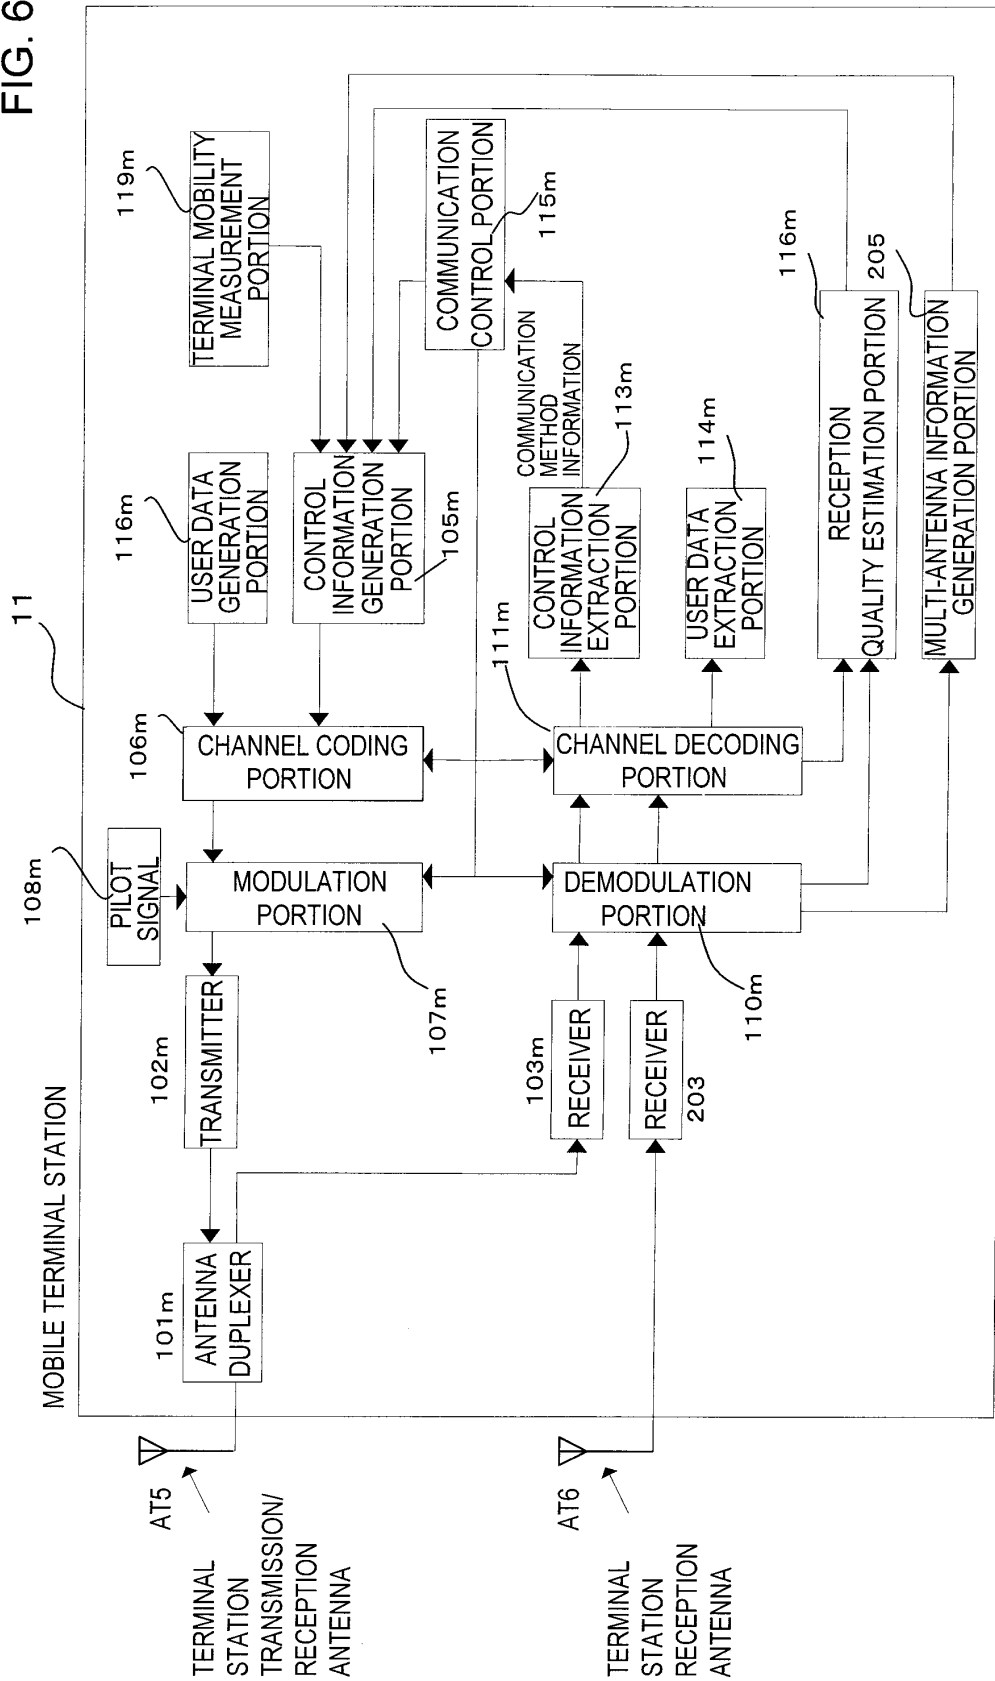 FIG. 6
11
MOBILE TERMINAL STATION
AT5
TERMINAL
STATION
TRANSMISSION/
RECEPTION
ANTENNA
101m
ANTENNA
DUPLEXER
102m
TRANSMITTER
108m
PILOT
SIGNAL
MODULATION
PORTION
107m
106m
CHANNEL CODING
PORTION
116m
USER DATA
GENERATION
PORTION
CONTROL
INFORMATION
GENERATION
PORTION
105m
119m
TERMINAL MOBILITY
MEASUREMENT
PORTION
COMMUNICATION
CONTROL PORTION
115m
COMMUNICATION
METHOD
INFORMATION
AT6
TERMINAL
STATION
RECEPTION
ANTENNA
103m
RECEIVER
RECEIVER
203
DEMODULATION
PORTION
110m
111m
CHANNEL DECODING
PORTION
CONTROL
INFORMATION
EXTRACTION
PORTION
113m
USER DATA
EXTRACTION
PORTION
114m
RECEPTION
QUALITY ESTIMATION PORTION
116m
MULTI-ANTENNA INFORMATION
GENERATION PORTION
205